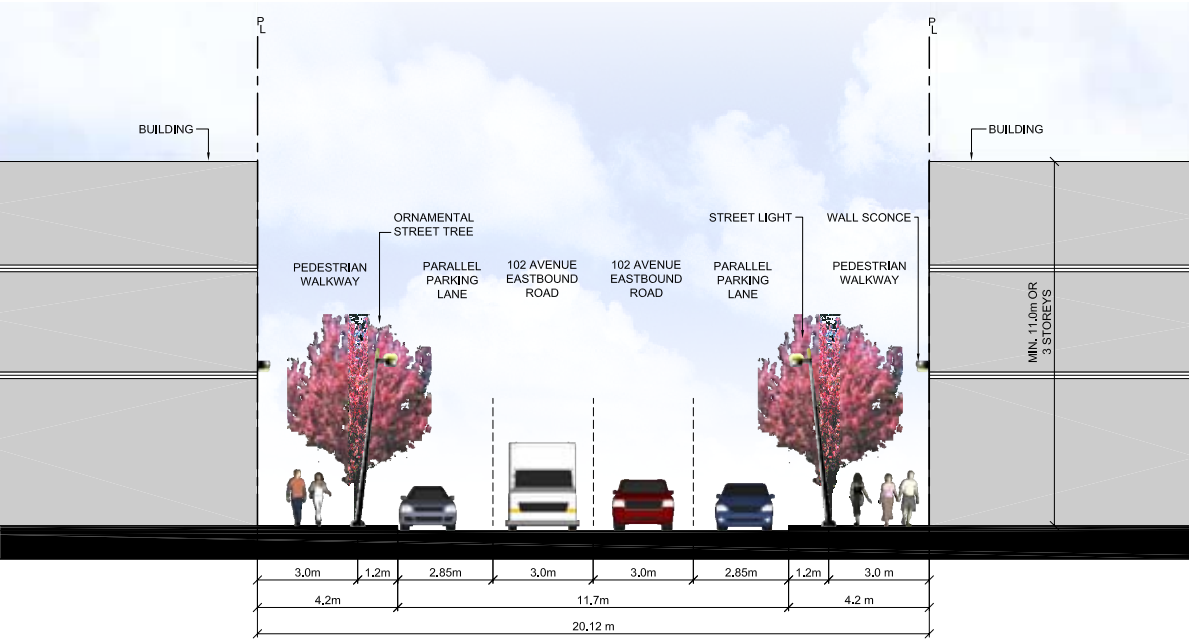 P
L
P
L
BUILDING
BUILDING
ORNAMENTAL
STREET TREE
STREET LIGHT
WALL SCONCE
PEDESTRIAN
WALKWAY
PARALLEL
PARKING
LANE
102 AVENUE
EASTBOUND
ROAD
102 AVENUE
EASTBOUND
ROAD
PARALLEL
PARKING
LANE
PEDESTRIAN
WALKWAY
MIN. 11.0m OR
3 STOREYS
3.0m
1.2m
2.85m
3.0m
3.0m
2.85m
1.2m
3.0 m
4.2m
11.7m
4.2 m
20.12 m